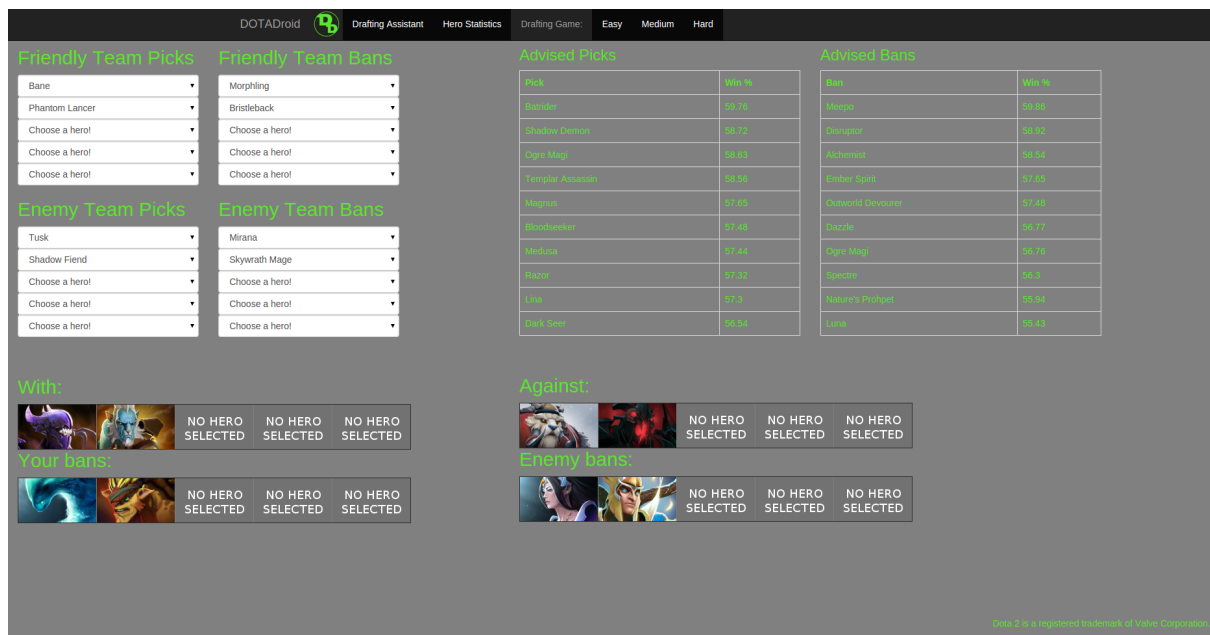 DOTADroid Drafting Assistant Hero Statistics Drafting Game: Easy Medium Hard
Friendly Team Picks
Bane
Phantom Lancer
Choose a hero!
Choose a hero!
Choose a hero!
Friendly Team Bans
Morphling
Bristleback
Choose a hero!
Choose a hero!
Choose a hero!
Enemy Team Picks
Tusk
Shadow Fiend
Choose a hero!
Choose a hero!
Choose a hero!
Enemy Team Bans
Mirana
Skywrath Mage
Choose a hero!
Choose a hero!
Choose a hero!
Advised Picks
Pick Win %
Batrider 59.76
Shadow Demon 58.72
Ogre Magi 58.63
Templar Assassin 58.56
Magnus 57.65
Bloodseeker 57.48
Medusa 57.44
Razor 57.32
Lina 57.3
Dark Seer 56.54
Advised Bans
Ban Win %
Meepo 59.86
Disruptor 58.92
Alchemist 58.54
Ember Spirit 57.65
Outworld Devourer 57.48
Dazzle 56.77
Ogre Magi 56.76
Spectre 56.3
Nature's Prohpet 55.94
Luna 55.43
With:
NO HERO SELECTED
NO HERO SELECTED
NO HERO SELECTED
Your bans:
NO HERO SELECTED
NO HERO SELECTED
NO HERO SELECTED
Against:
NO HERO SELECTED
NO HERO SELECTED
NO HERO SELECTED
Enemy bans:
NO HERO SELECTED
NO HERO SELECTED
NO HERO SELECTED
Dota 2 is a registered trademark of Valve Corporation.